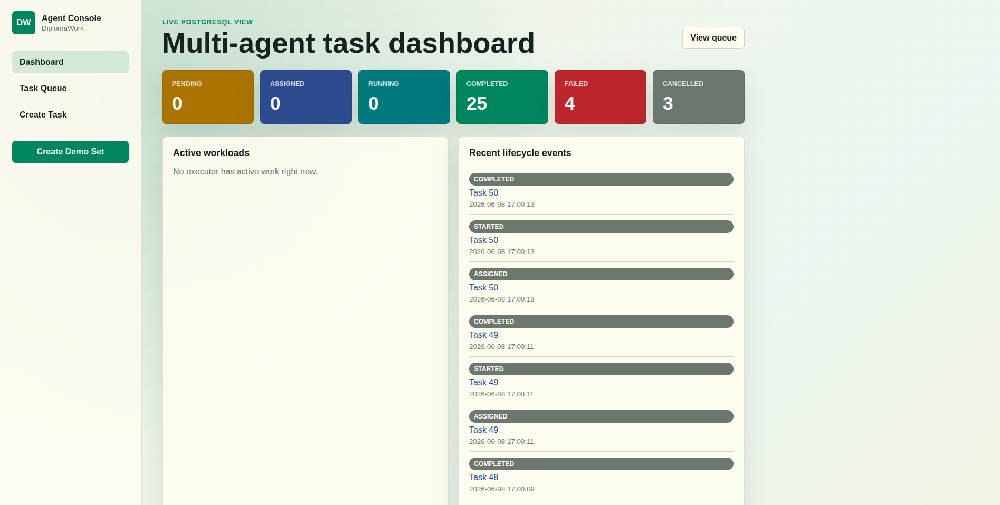 DW
Agent Console
DiplomaWork
Dashboard
Task Queue
Create Task
Create Demo Set
LIVE POSTGRESQL VIEW
Multi-agent task dashboard
View queue
PENDING
0
ASSIGNED
0
RUNNING
0
COMPLETED
25
FAILED
4
CANCELLED
3
Active workloads
No executor has active work right now.
Recent lifecycle events
COMPLETED
Task 50
2026-06-08 17:00:13
STARTED
Task 50
2026-06-08 17:00:13
ASSIGNED
Task 50
2026-06-08 17:00:13
COMPLETED
Task 49
2026-06-08 17:00:11
STARTED
Task 49
2026-06-08 17:00:11
ASSIGNED
Task 49
2026-06-08 17:00:11
COMPLETED
Task 48
2026-06-08 17:00:09